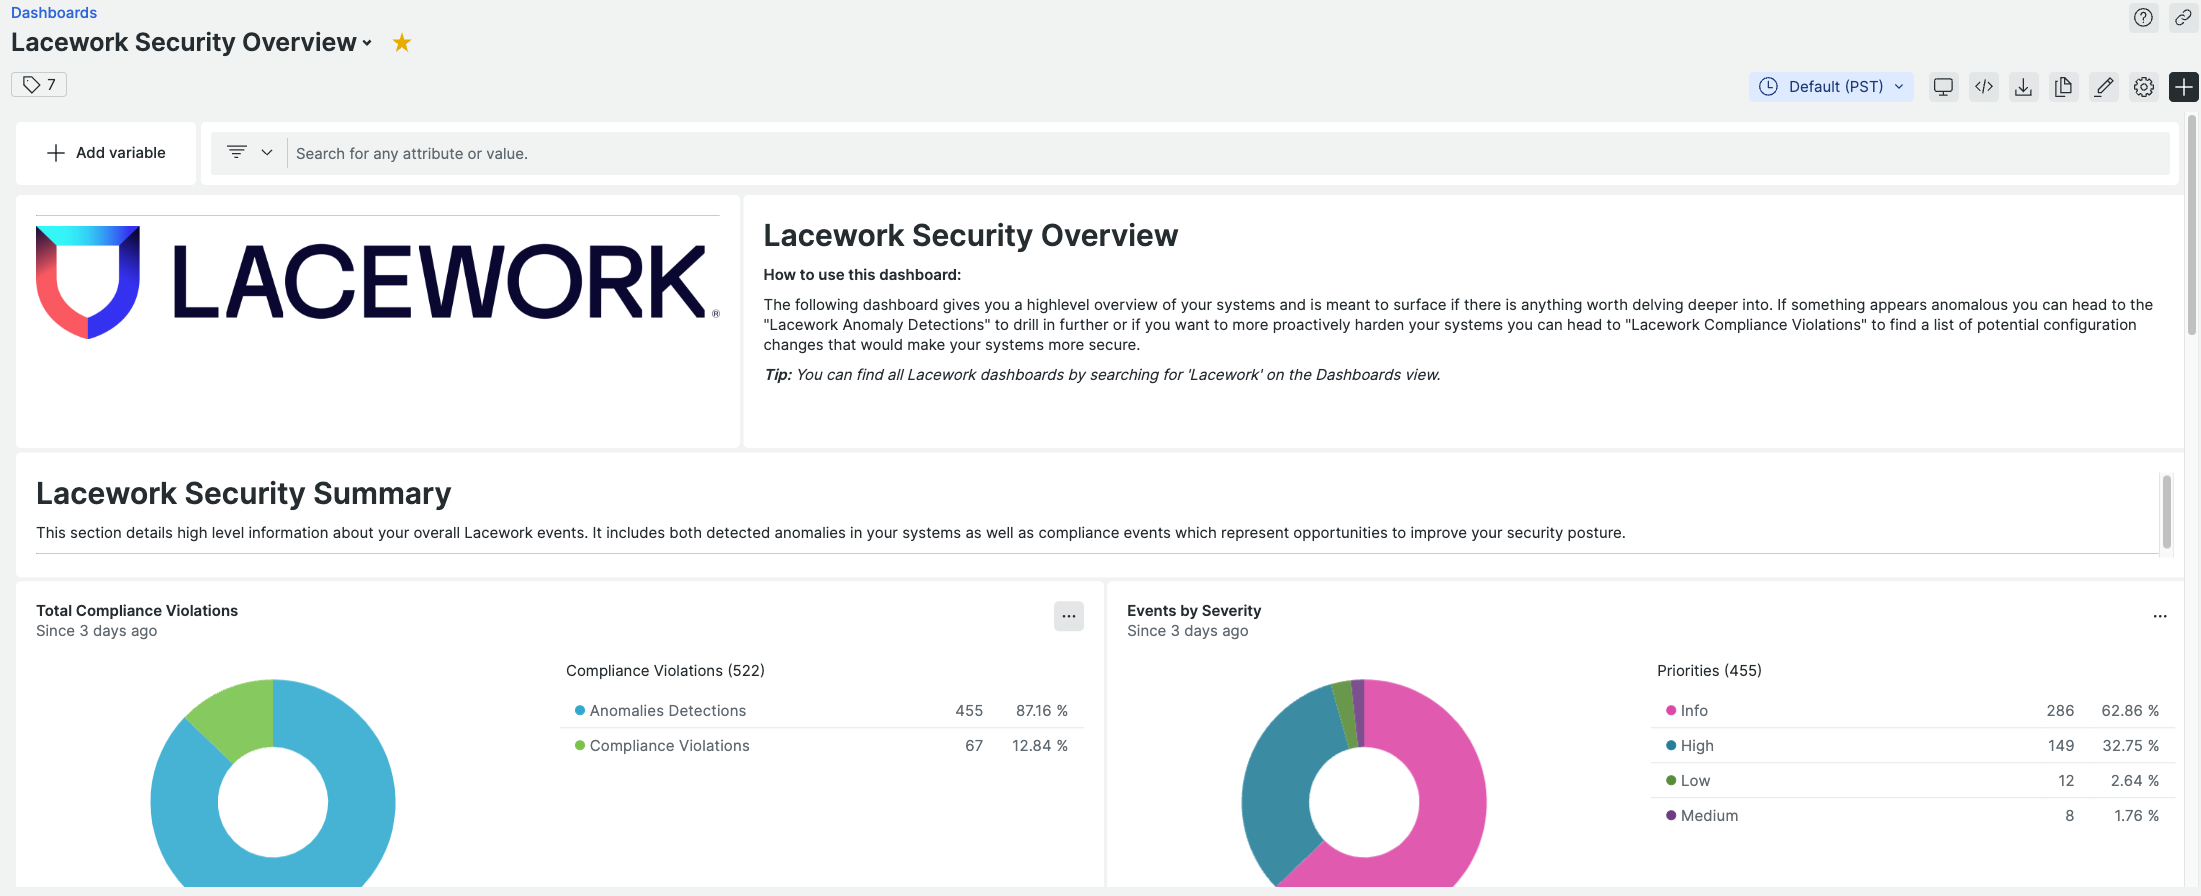 Dashboards
Lacework Security Overview
7
Default (PST)
Add variable
Search for any attribute or value.
LACEWORK®
Lacework Security Overview
How to use this dashboard:
The following dashboard gives you a highlevel overview of your systems and is meant to surface if there is anything worth delving deeper into. If something appears anomalous you can head to the
"Lacework Anomaly Detections" to drill in further or if you want to more proactively harden your systems you can head to "Lacework Compliance Violations" to find a list of potential configuration
changes that would make your systems more secure.
Tip: You can find all Lacework dashboards by searching for 'Lacework' on the Dashboards view.
Lacework Security Summary
This section details high level information about your overall Lacework events. It includes both detected anomalies in your systems as well as compliance events which represent opportunities to improve your security posture.
Total Compliance Violations
Since 3 days ago
Compliance Violations (522)
Anomalies Detections 455 87.16 %
Compliance Violations 67 12.84 %
Events by Severity
Since 3 days ago
Priorities (455)
Info 286 62.86 %
High 149 32.75 %
Low 12 2.64 %
Medium 8 1.76 %